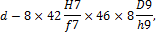 d − 8 × 42 H7/f7 × 46 × 8 D9/h9,